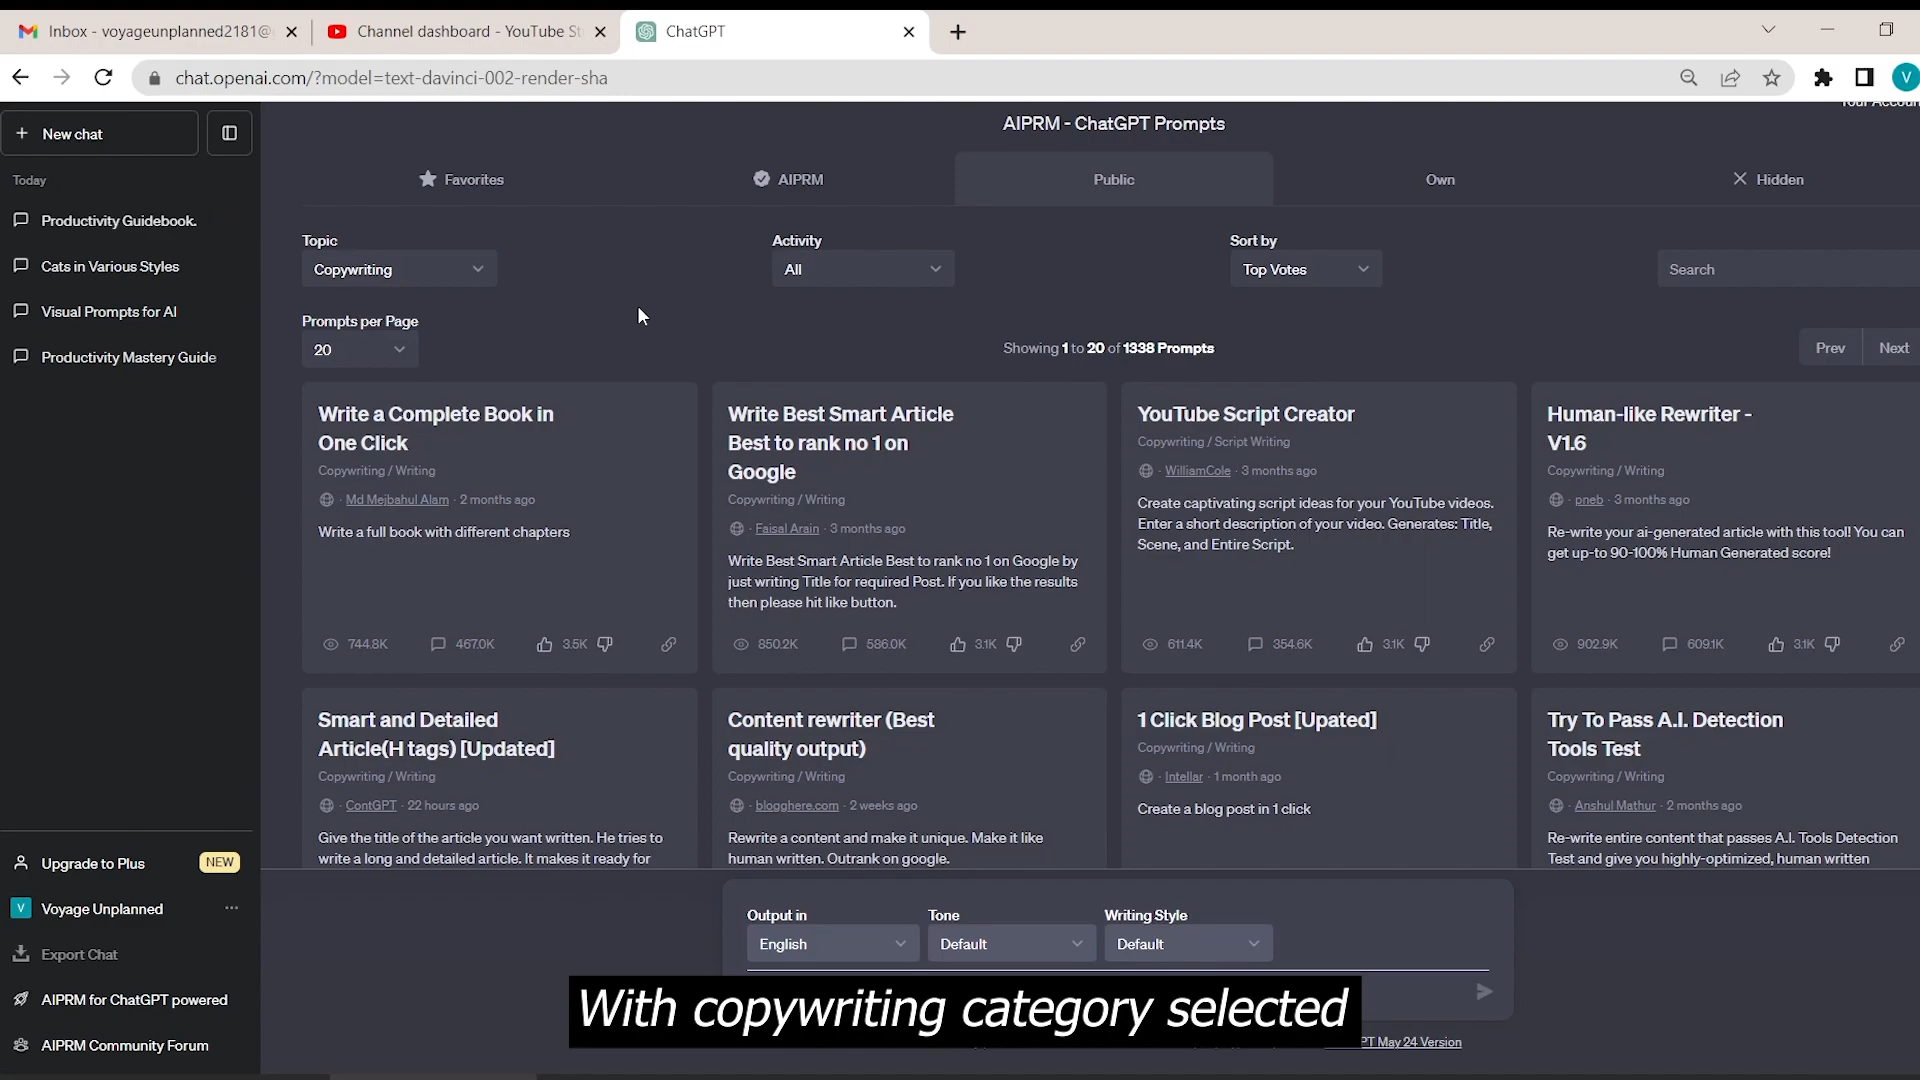 Inbox - voyageunplanned2181@
Channel dashboard - YouTube St
ChatGPT
chat.openai.com/?model=text-davinci-002-render-sha
V
New chat
Today
Productivity Guidebook.
Cats in Various Styles
Visual Prompts for AI
Productivity Mastery Guide
Upgrade to Plus
NEW
V
Voyage Unplanned
Export Chat
AIPRM for ChatGPT powered
AIPRM Community Forum
AIPRM - ChatGPT Prompts
Favorites
AIPRM
Public
Own
Hidden
Topic
Copywriting
Activity
All
Sort by
Top Votes
Search
Prompts per Page
20
Showing 1 to 20 of 1338 Prompts
Prev
Next
Write a Complete Book in
One Click
Copywriting / Writing
· Md Mejbahul Alam · 2 months ago
Write a full book with different chapters
744.8K
467.0K
3.5K
Write Best Smart Article
Best to rank no 1 on
Google
Copywriting / Writing
· Faisal Arain · 3 months ago
Write Best Smart Article Best to rank no 1 on Google by
just writing Title for required Post. If you like the results
then please hit like button.
850.2K
586.0K
3.1K
YouTube Script Creator
Copywriting / Script Writing
· WilliamCole · 3 months ago
Create captivating script ideas for your YouTube videos.
Enter a short description of your video. Generates: Title,
Scene, and Entire Script.
611.4K
354.6K
3.1K
Human-like Rewriter -
V1.6
Copywriting / Writing
· pneb · 3 months ago
Re-write your ai-generated article with this tool! You can
get up-to 90-100% Human Generated score!
902.9K
609.1K
3.1K
Smart and Detailed
Article(H tags) [Updated]
Copywriting / Writing
· ContGPT · 22 hours ago
Give the title of the article you want written. He tries to
write a long and detailed article. It makes it ready for
Content rewriter (Best
quality output)
Copywriting / Writing
· blogghere.com · 2 weeks ago
Rewrite a content and make it unique. Make it like
human written. Outrank on google.
1 Click Blog Post [Upated]
Copywriting / Writing
· Intellar · 1 month ago
Create a blog post in 1 click
Try To Pass A.I. Detection
Tools Test
Copywriting / Writing
· Anshul Mathur · 2 months ago
Re-write entire content that passes A.I. Tools Detection
Test and give you highly-optimized, human written
Output in
English
Tone
Default
Writing Style
Default
With copywriting category selected
PT May 24 Version